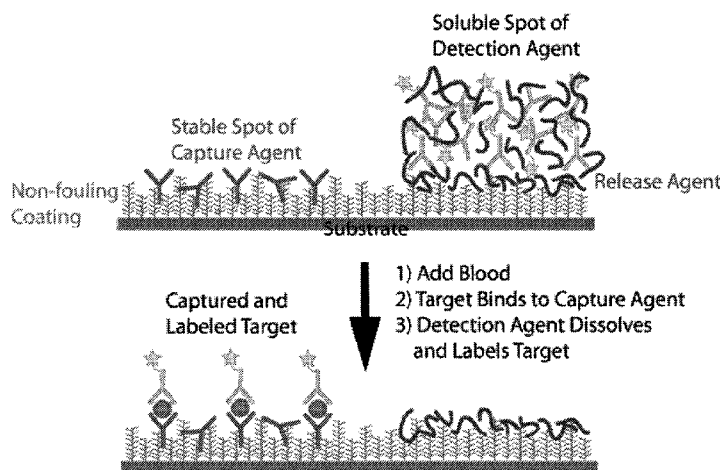 Soluble Spot of
Detection Agent
Stable Spot of
Capture Agent
Non-fouling
Coating
Release Agent
Substrate
1) Add Blood
2) Target Binds to Capture Agent
3) Detection Agent Dissolves
and Labels Target
Captured and
Labeled Target